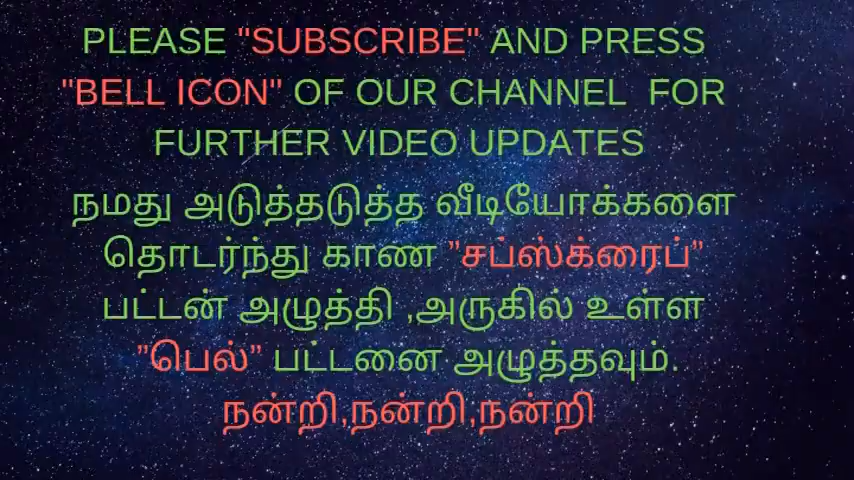 PLEASE "SUBSCRIBE" AND PRESS
"BELL ICON" OF OUR CHANNEL  FOR
FURTHER VIDEO UPDATES
நமது அடுத்தடுத்த வீடியோக்களை
தொடர்ந்து காண ”சப்ஸ்க்ரைப்”
பட்டன் அழுத்தி ,அருகில் உள்ள
”பெல்” பட்டனை அழுத்தவும்.
நன்றி,நன்றி,நன்றி